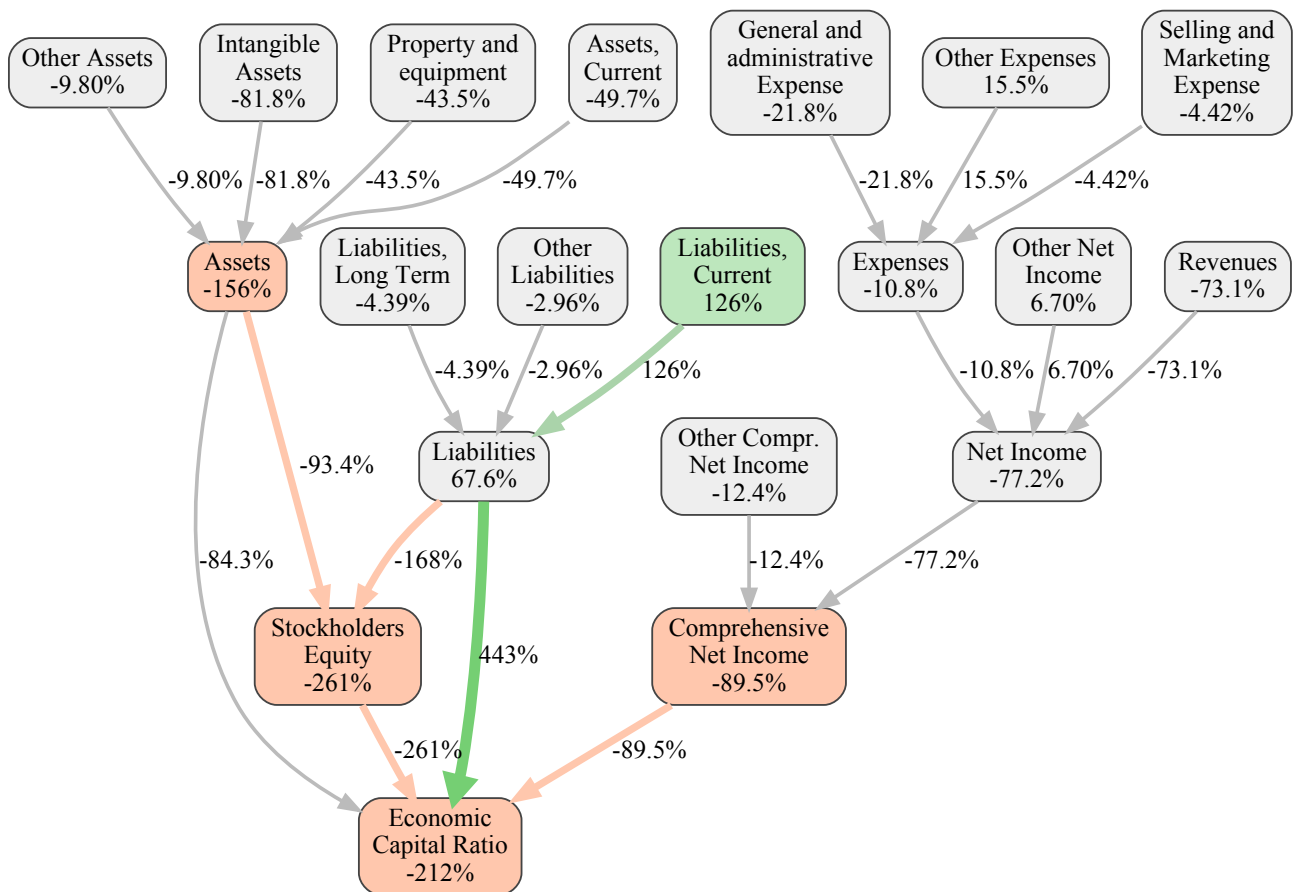 Other Assets
-9.80%
Intangible
Assets
-81.8%
Property and
equipment
-43.5%
Assets,
Current
-49.7%
General and
administrative
Expense
-21.8%
Other Expenses
15.5%
Selling and
Marketing
Expense
-4.42%
-9.80%
-81.8%
-43.5%
-49.7%
-21.8%
15.5%
-4.42%
Assets
-156%
Liabilities,
Long Term
-4.39%
Other
Liabilities
-2.96%
Liabilities,
Current
126%
Expenses
-10.8%
Other Net
Income
6.70%
Revenues
-73.1%
-4.39%
-2.96%
126%
-10.8%
6.70%
-73.1%
-93.4%
Liabilities
67.6%
Other Compr.
Net Income
-12.4%
Net Income
-77.2%
-84.3%
-168%
-12.4%
-77.2%
Stockholders
Equity
-261%
443%
Comprehensive
Net Income
-89.5%
-261%
-89.5%
Economic
Capital Ratio
-212%